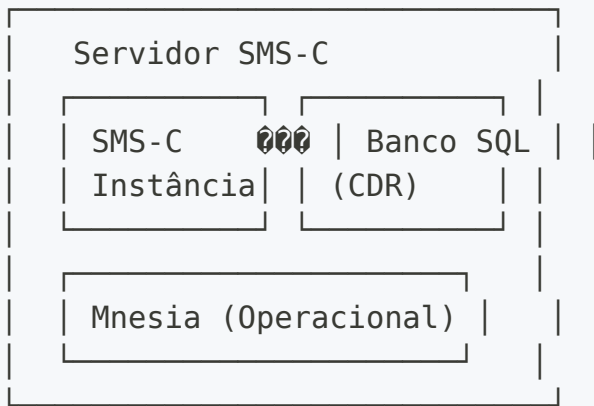 Servidor SMS-C
SMS-C ��� | Banco SQL
Instância (CDR)
Mnesia (Operacional)